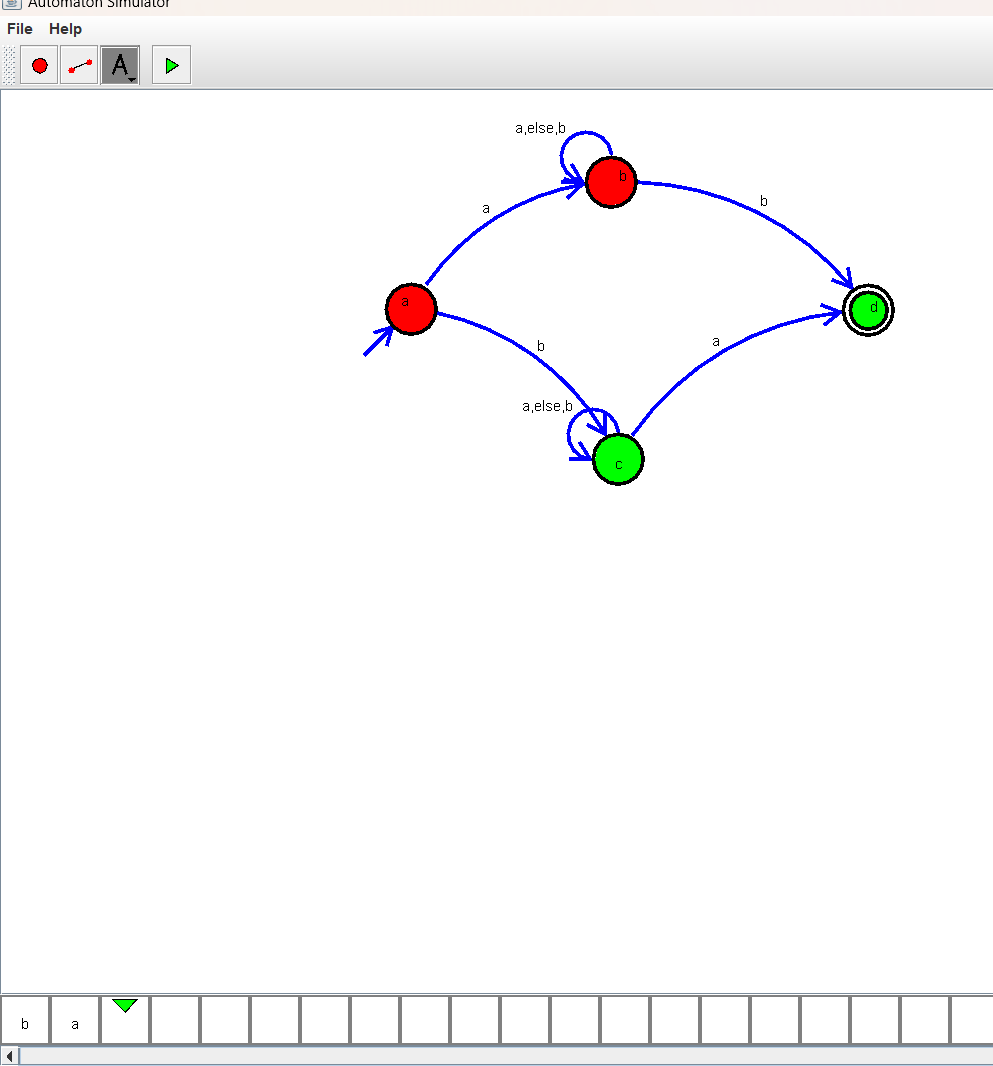 Automaton Simulator
File Help
A
a,else,b
b
a
b
a
d
b
a
a,else,b
c
b a